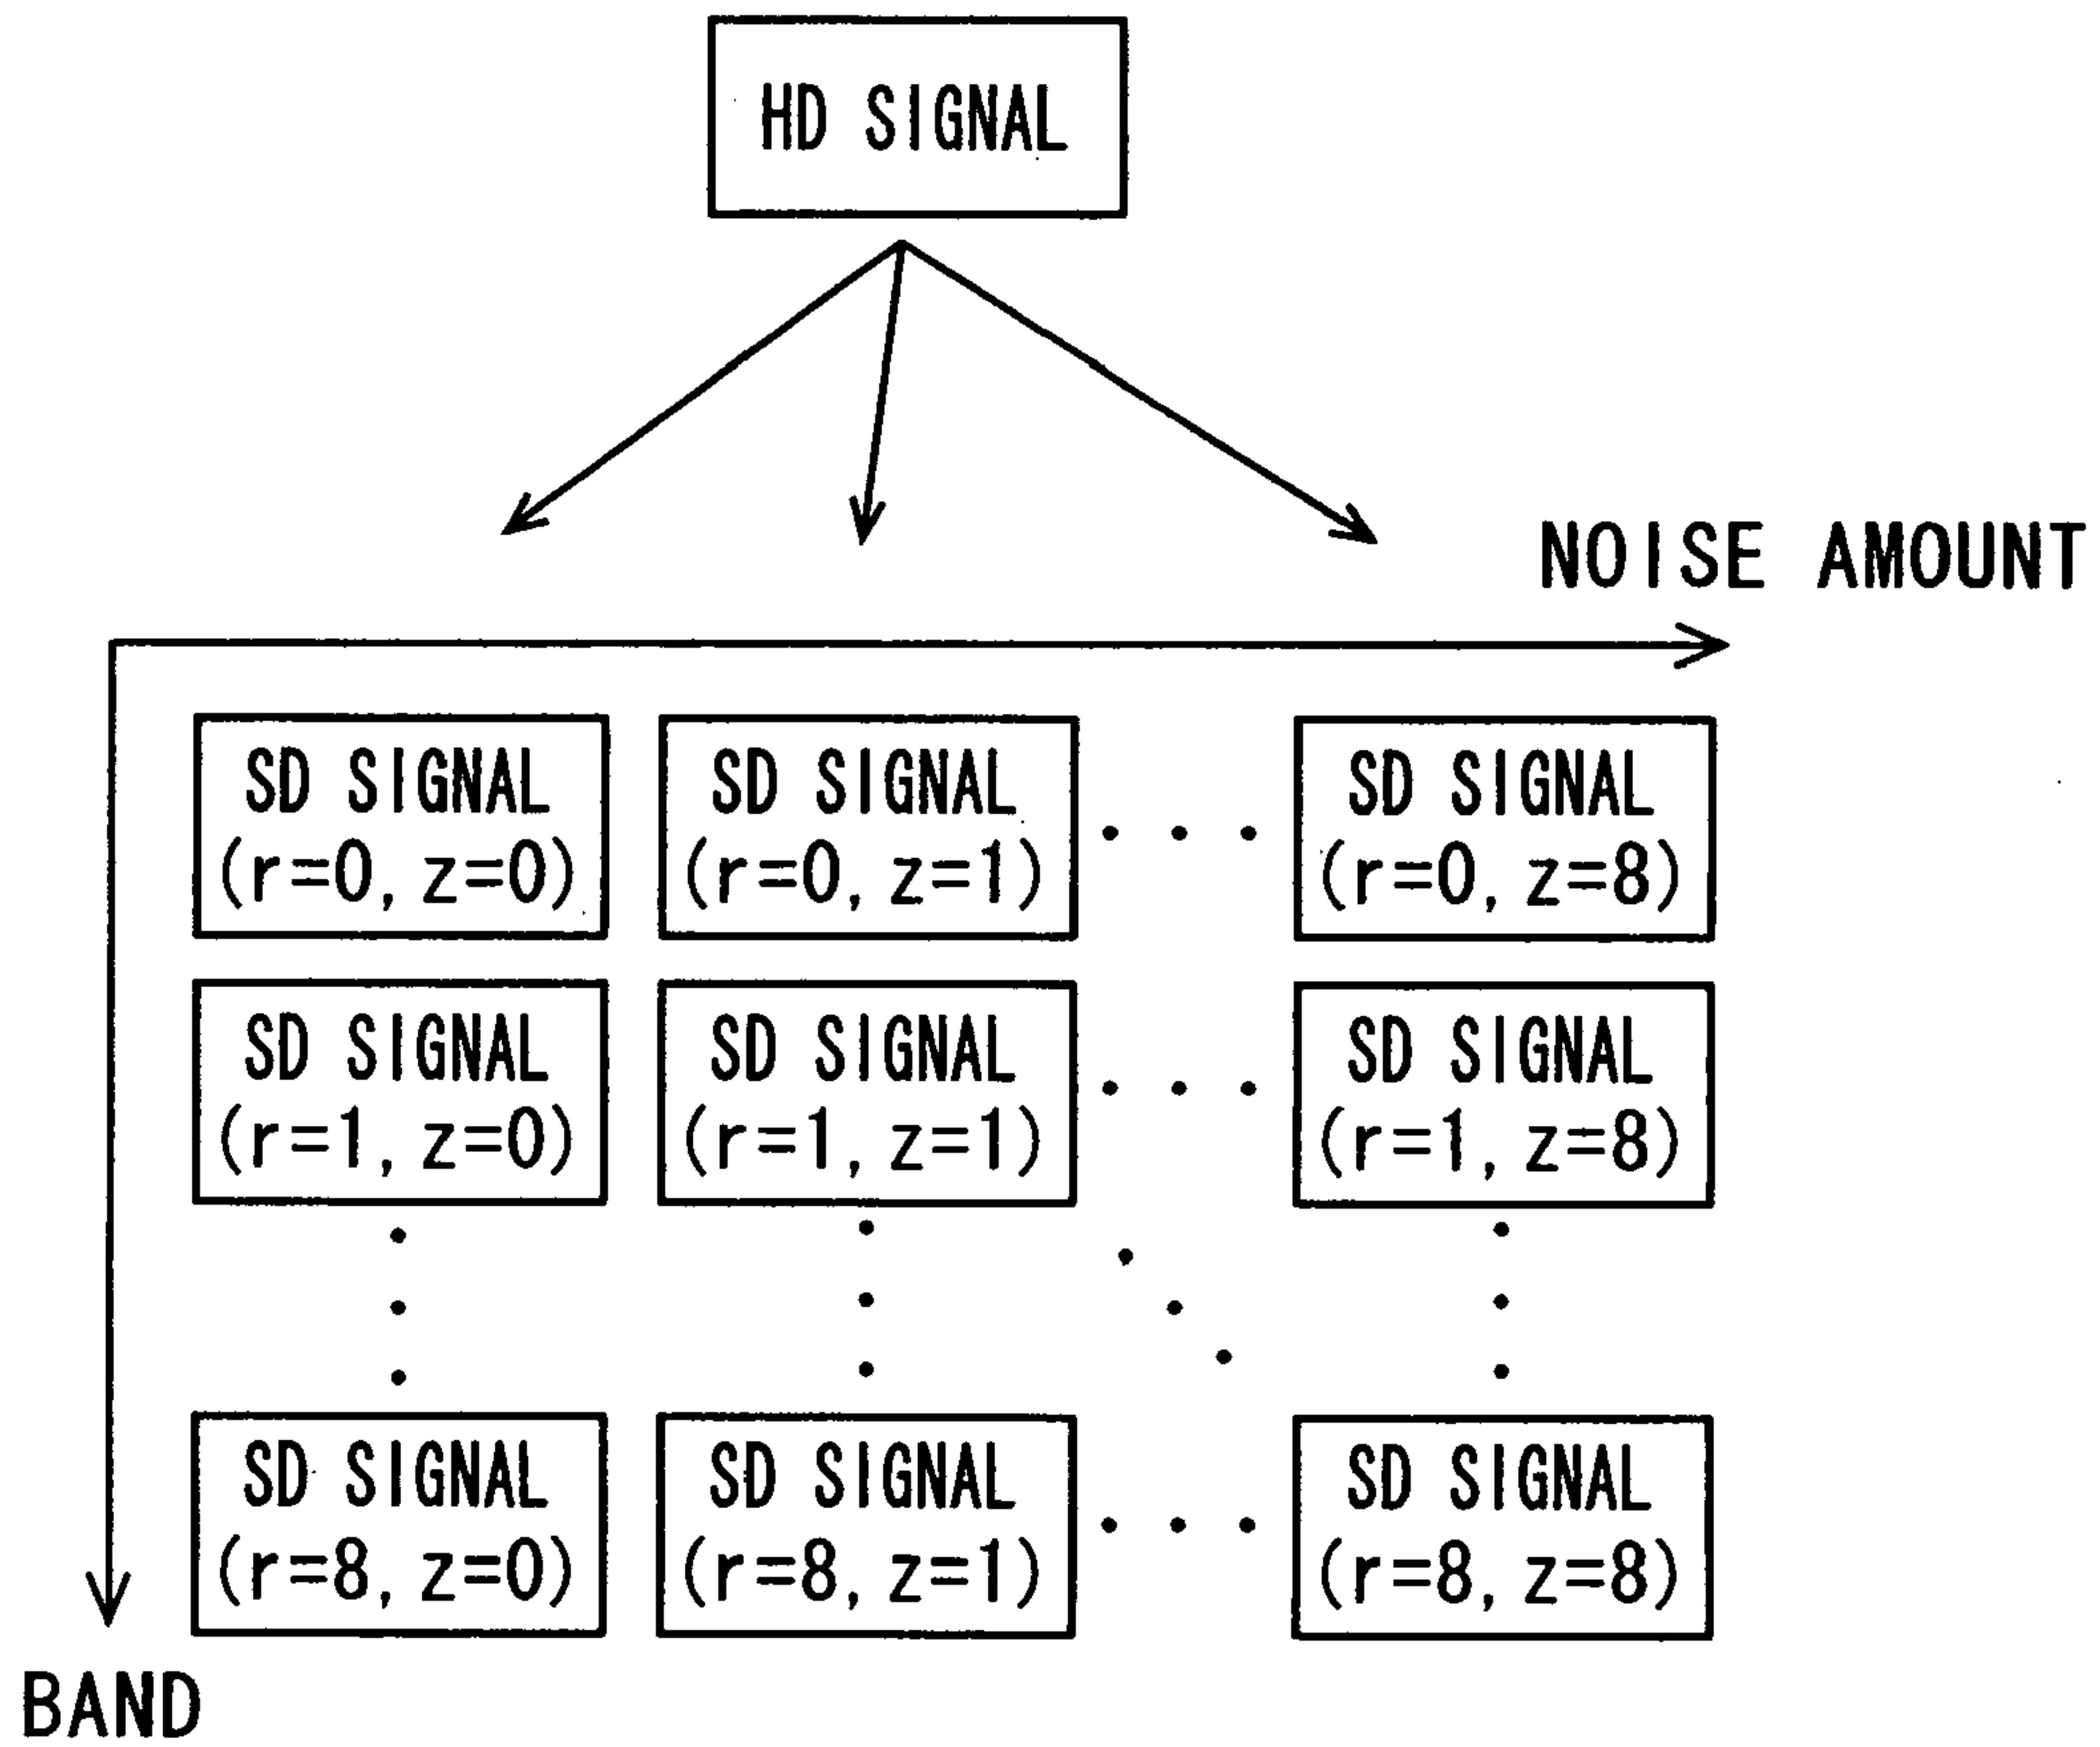 HD SIGNAL
NOISE AMOUNT
SD SIGNAL
(r=0, z=0)
SD SIGNAL
(r=0, z=1)
SD SIGNAL
(r=0, z=8)
SD SIGNAL
(r=1, z=0)
SD SIGNAL
(r=1, z=1)
SD SIGNAL
(r=1, z=8)
SD SIGNAL
(r=8, z=0)
SD SIGNAL
(r=8, z=1)
SD SIGNAL
(r=8, z=8)
BAND